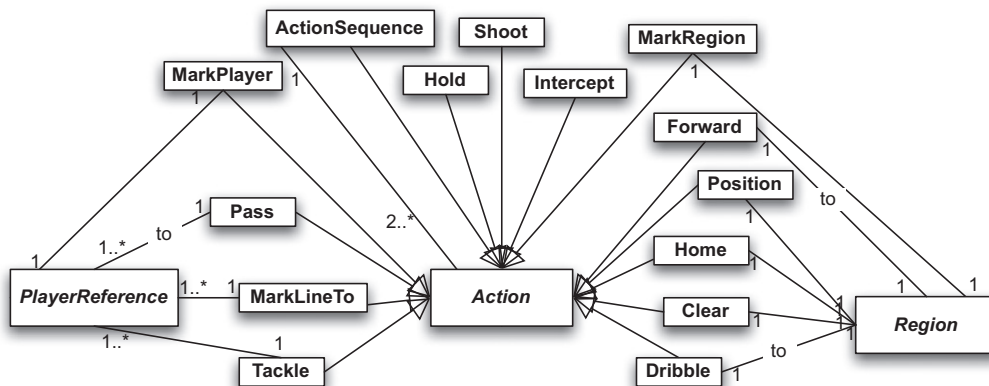 ActionSequence
Shoot
MarkRegion
1
1
MarkPlayer
Hold
Intercept
1
Forward
1
Position
to
1
Pass
2..*
1
to
1..*
Home
1
1
PlayerReference
1..*
1
MarkLineTo
Action
1
1
Clear
1
1
1
1
Region
1..*
1
to
Tackle
Dribble
1